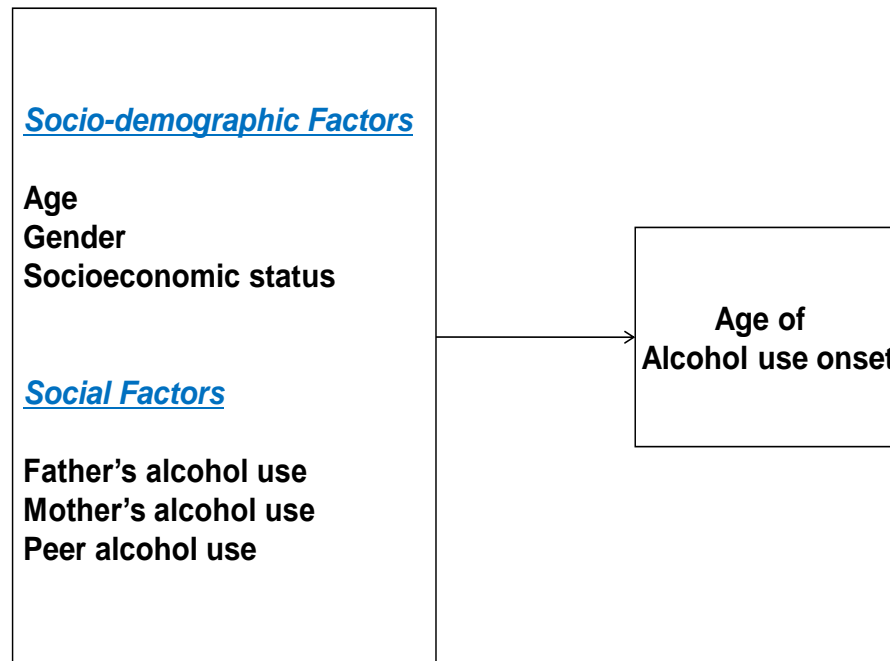 Socio-demographic Factors
Age
Gender
Socioeconomic status
Social Factors
Father’s alcohol use
Mother’s alcohol use
Peer alcohol use
Age of
Alcohol use onset